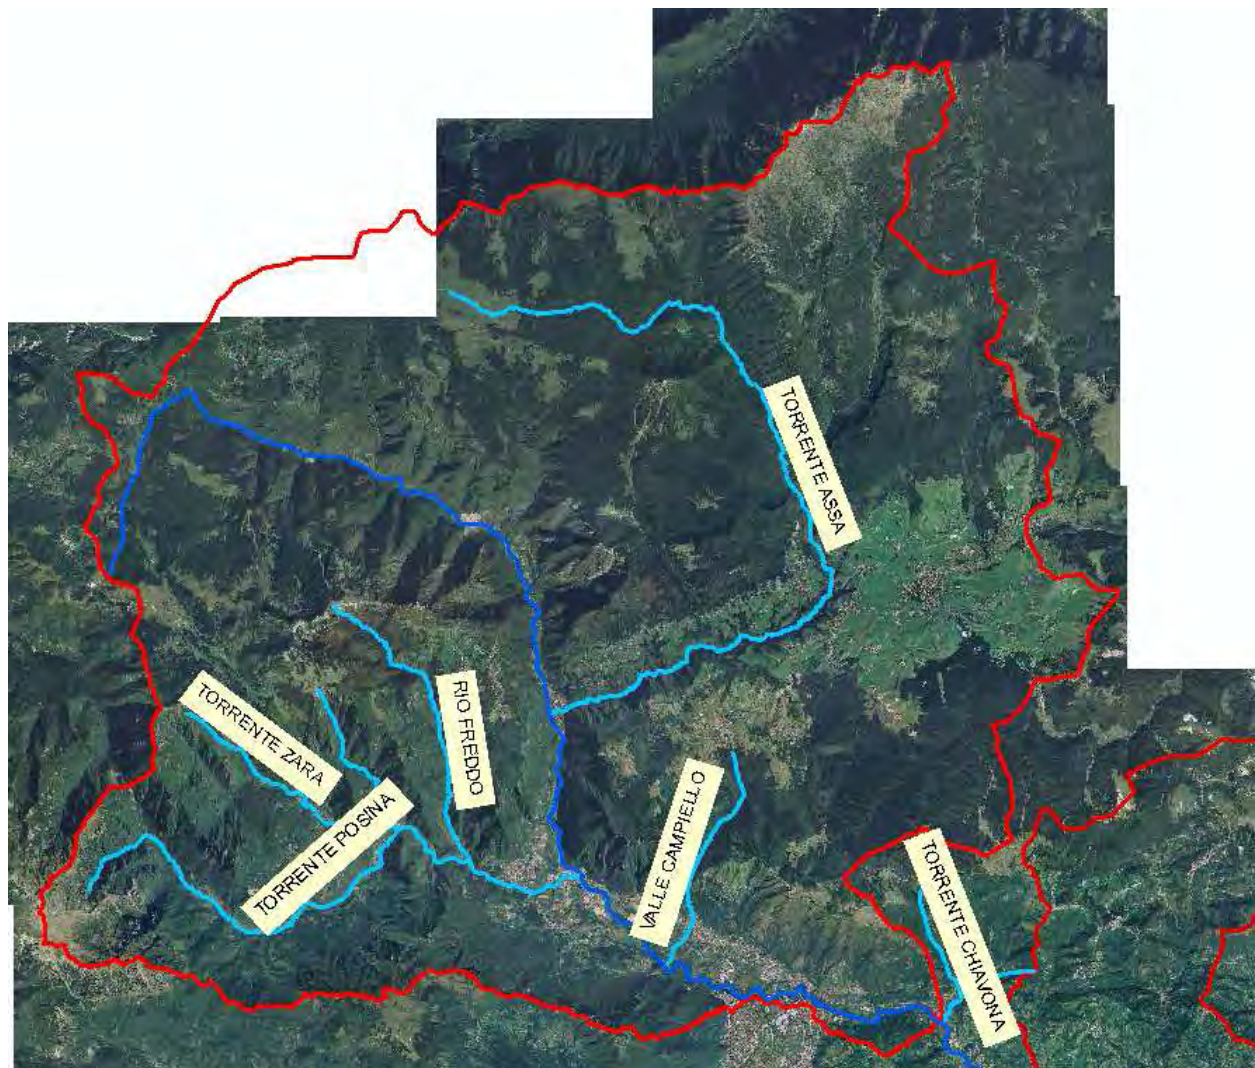 TORRENTE ASSA
TORRENTE ZARA
RIO FREDDO
TORRENTE POSINA
VALLE CAMPIELLO
TORRENTE CHIAVONA